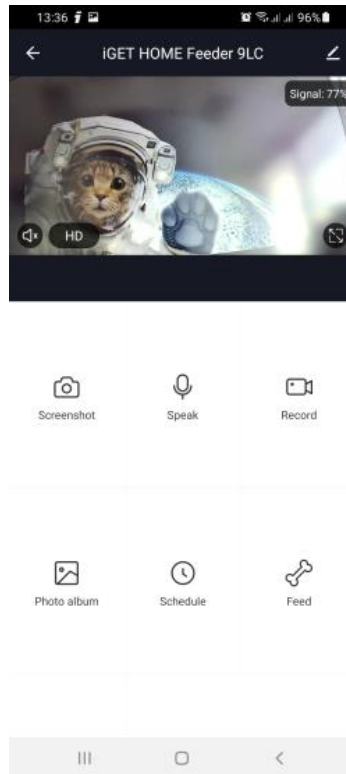 13:36
96%
iGET HOME Feeder 9LC
Signal: 77%
HD
Screenshot
Speak
Record
Photo album
Schedule
Feed